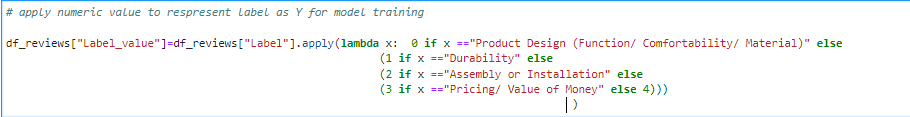 # apply numeric value to respresent Label as Y for model training
df_reviews["Label_value"]=df_reviews["Label"].apply(lambda x:  0 if x =="Product Design (Function/ Comfortability/ Material)" else
(1 if x =="Durability" else
(2 if x =="Assembly or Installation" else
(3 if x =="Pricing/ Value of Money" else 4)))
)